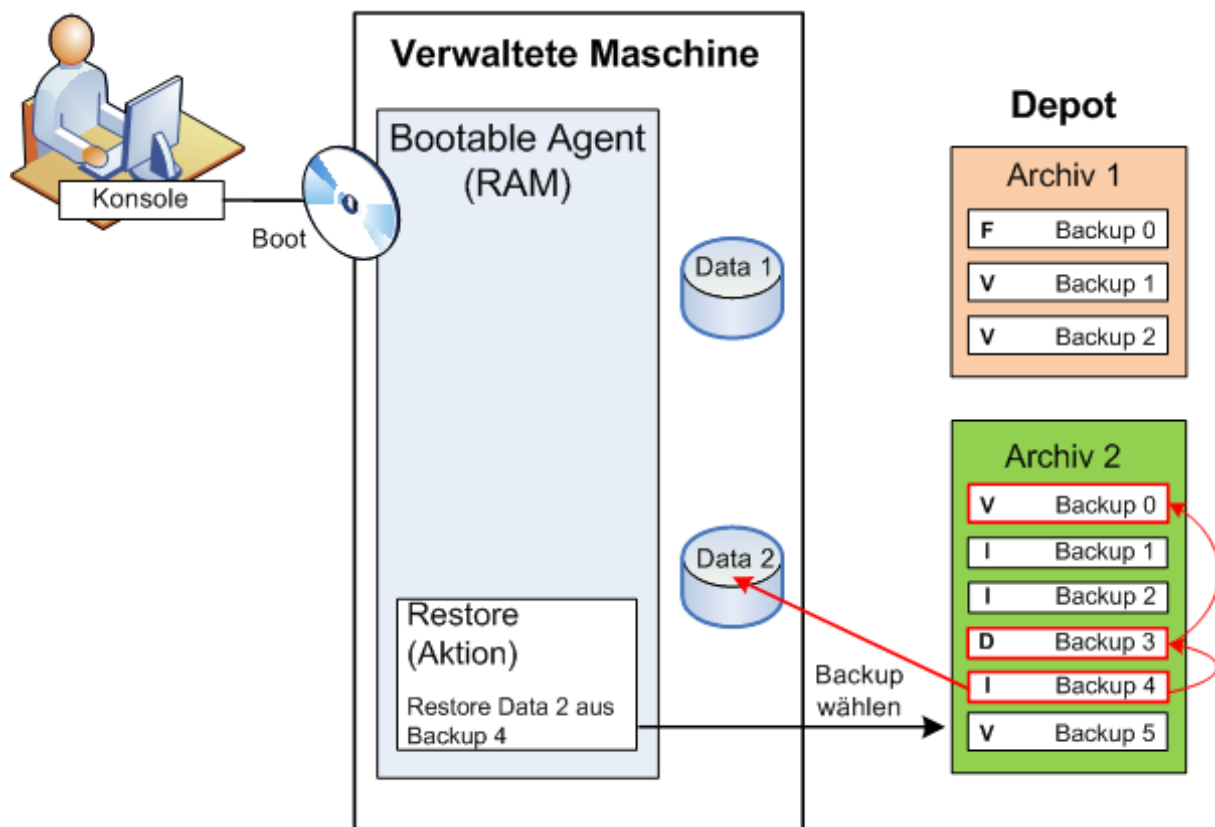 Verwaltete Maschine
Konsole
Boot
Bootable Agent
(RAM)
Data 1
Data 2
Restore
(Aktion)
Restore Data 2 aus
Backup 4
Backup
wählen
Depot
Archiv 1
F Backup 0
V Backup 1
V Backup 2
Archiv 2
V Backup 0
I Backup 1
I Backup 2
D Backup 3
I Backup 4
V Backup 5